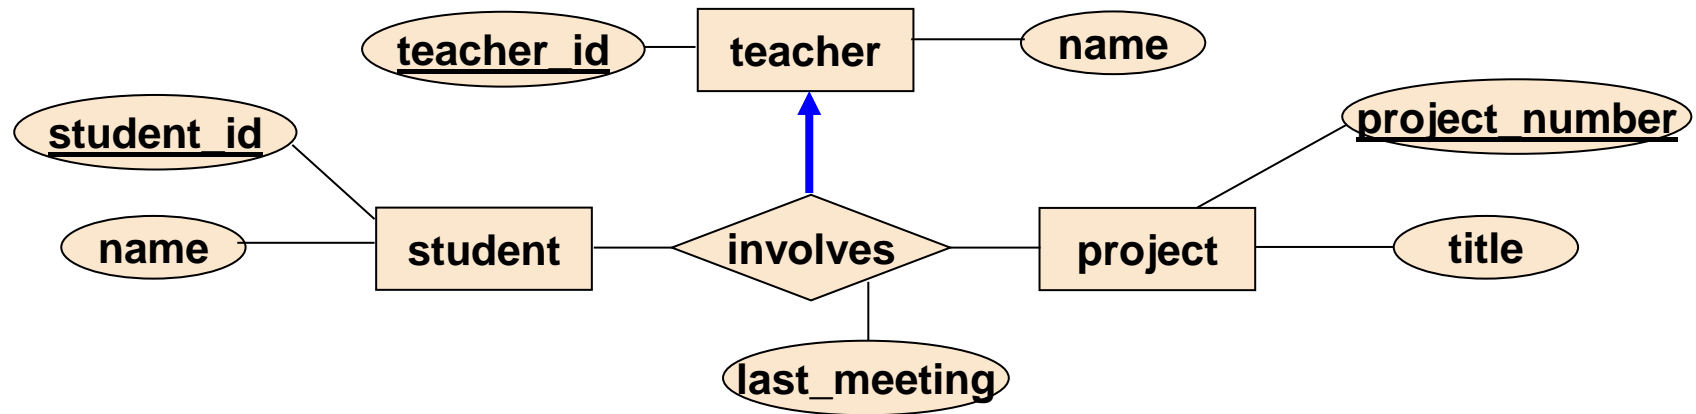 teacher_id
teacher
name
student_id
project_number
name
student
involves
project
title
last_meeting